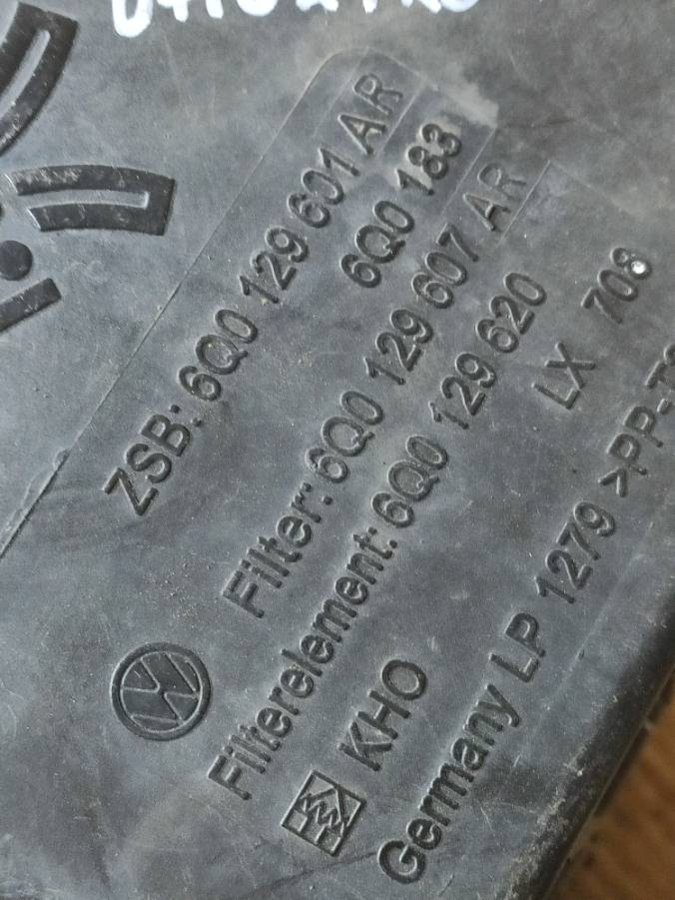 ZSB: 6Q0 129 601 AR
6Q0 183
Filter: 6Q0 129 607 AR
Filterelement: 6Q0 129 620
LX 708
KHO
Germany LP 1279 >PP-T